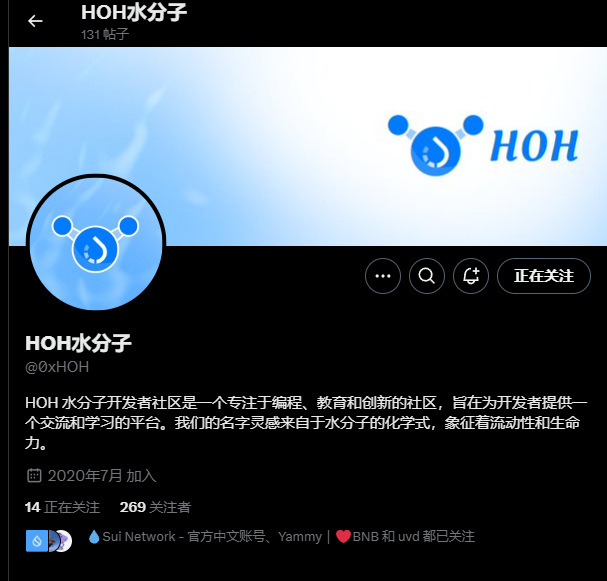 HOH水分子
131 帖子
HOH
正在关注
HOH水分子
@0xHOH
HOH 水分子开发者社区是一个专注于编程、教育和创新的社区，旨在为开发者提供一
个交流和学习的平台。我们的名字灵感来自于水分子的化学式，象征着流动性和生命
力。
2020年7月 加入
14 正在关注 269 关注者
💧Sui Network - 官方中文账号、Yammy | ❤️BNB 和 uvd 都已关注